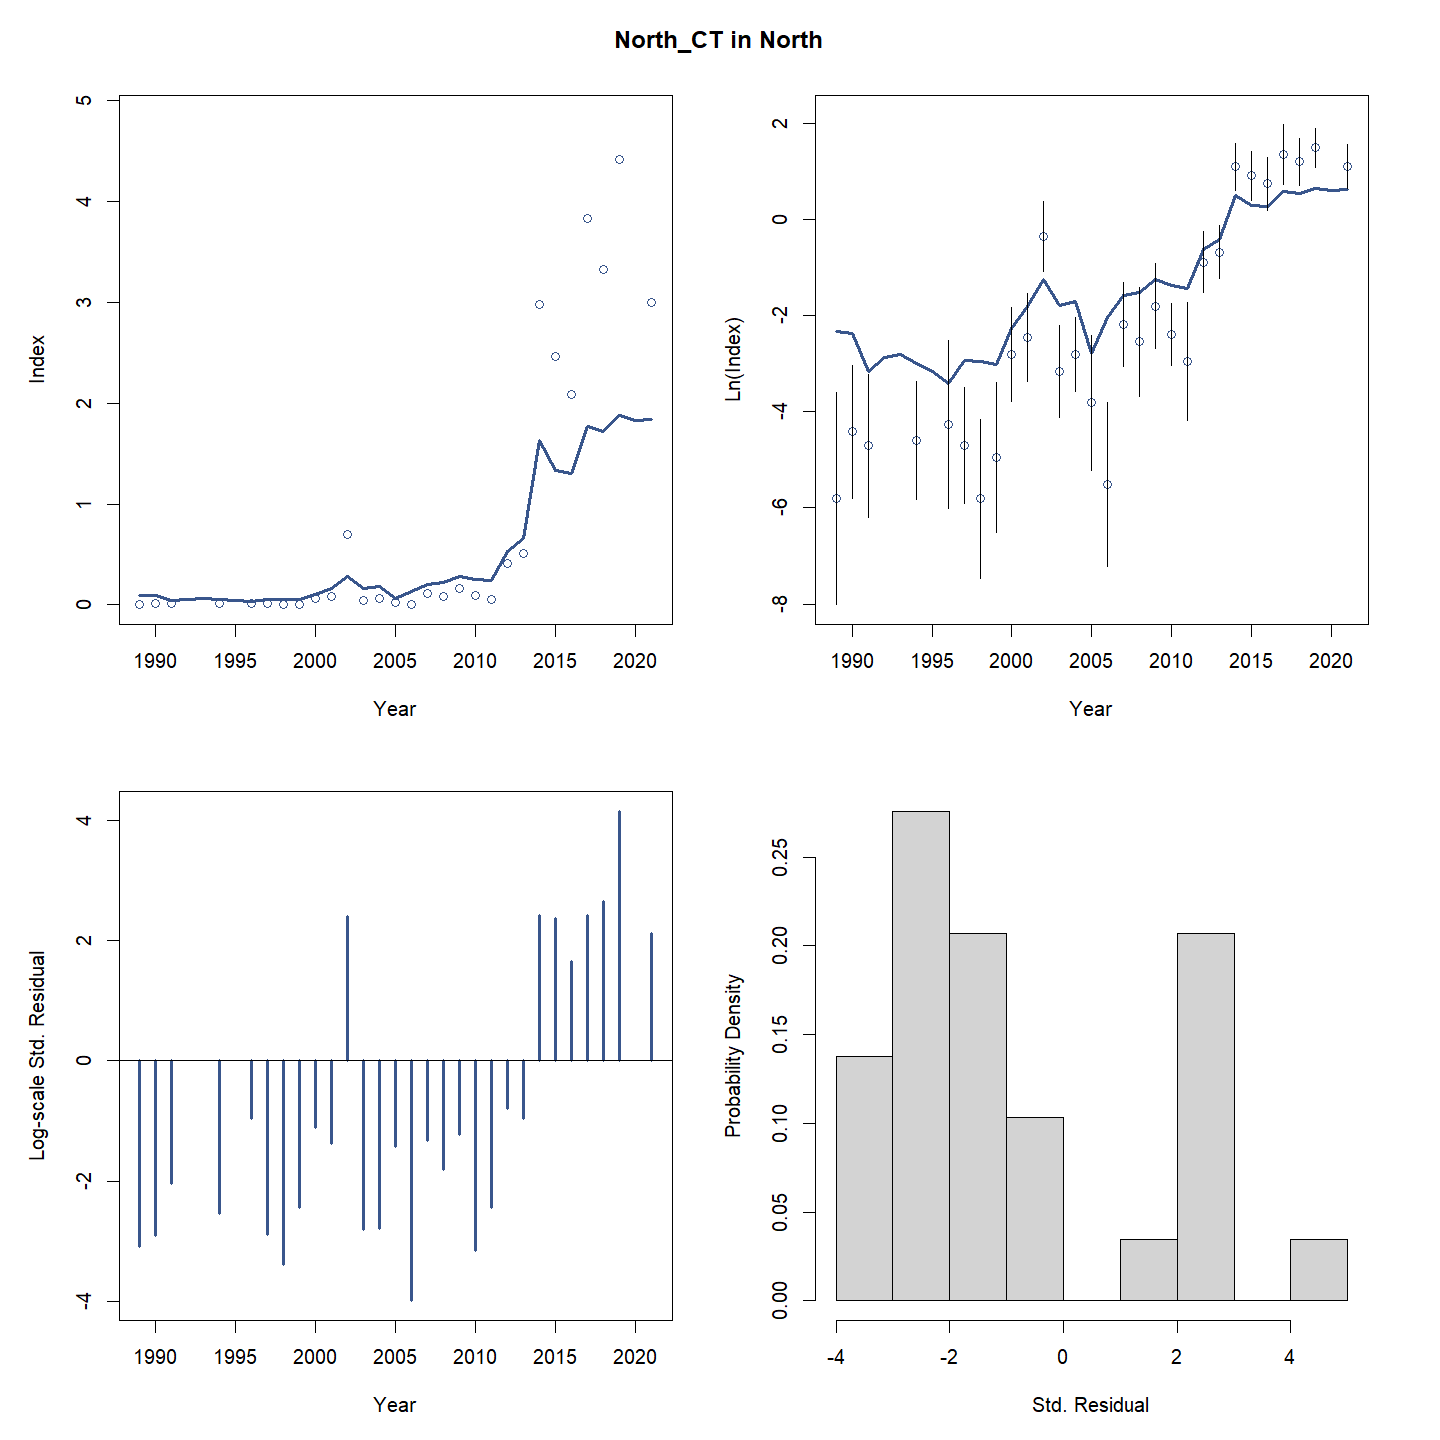 North_CT in North
Index
0 1 2 3 4 5
1990 1995 2000 2005 2010 2015 2020
Year
Ln(Index)
-8 -6 -4 -2 0 2
1990 1995 2000 2005 2010 2015 2020
Year
Log-scale Std. Residual
-4 -2 0 2 4
1990 1995 2000 2005 2010 2015 2020
Year
Probability Density
0.00 0.05 0.10 0.15 0.20 0.25
-4 -2 0 2 4
Std. Residual